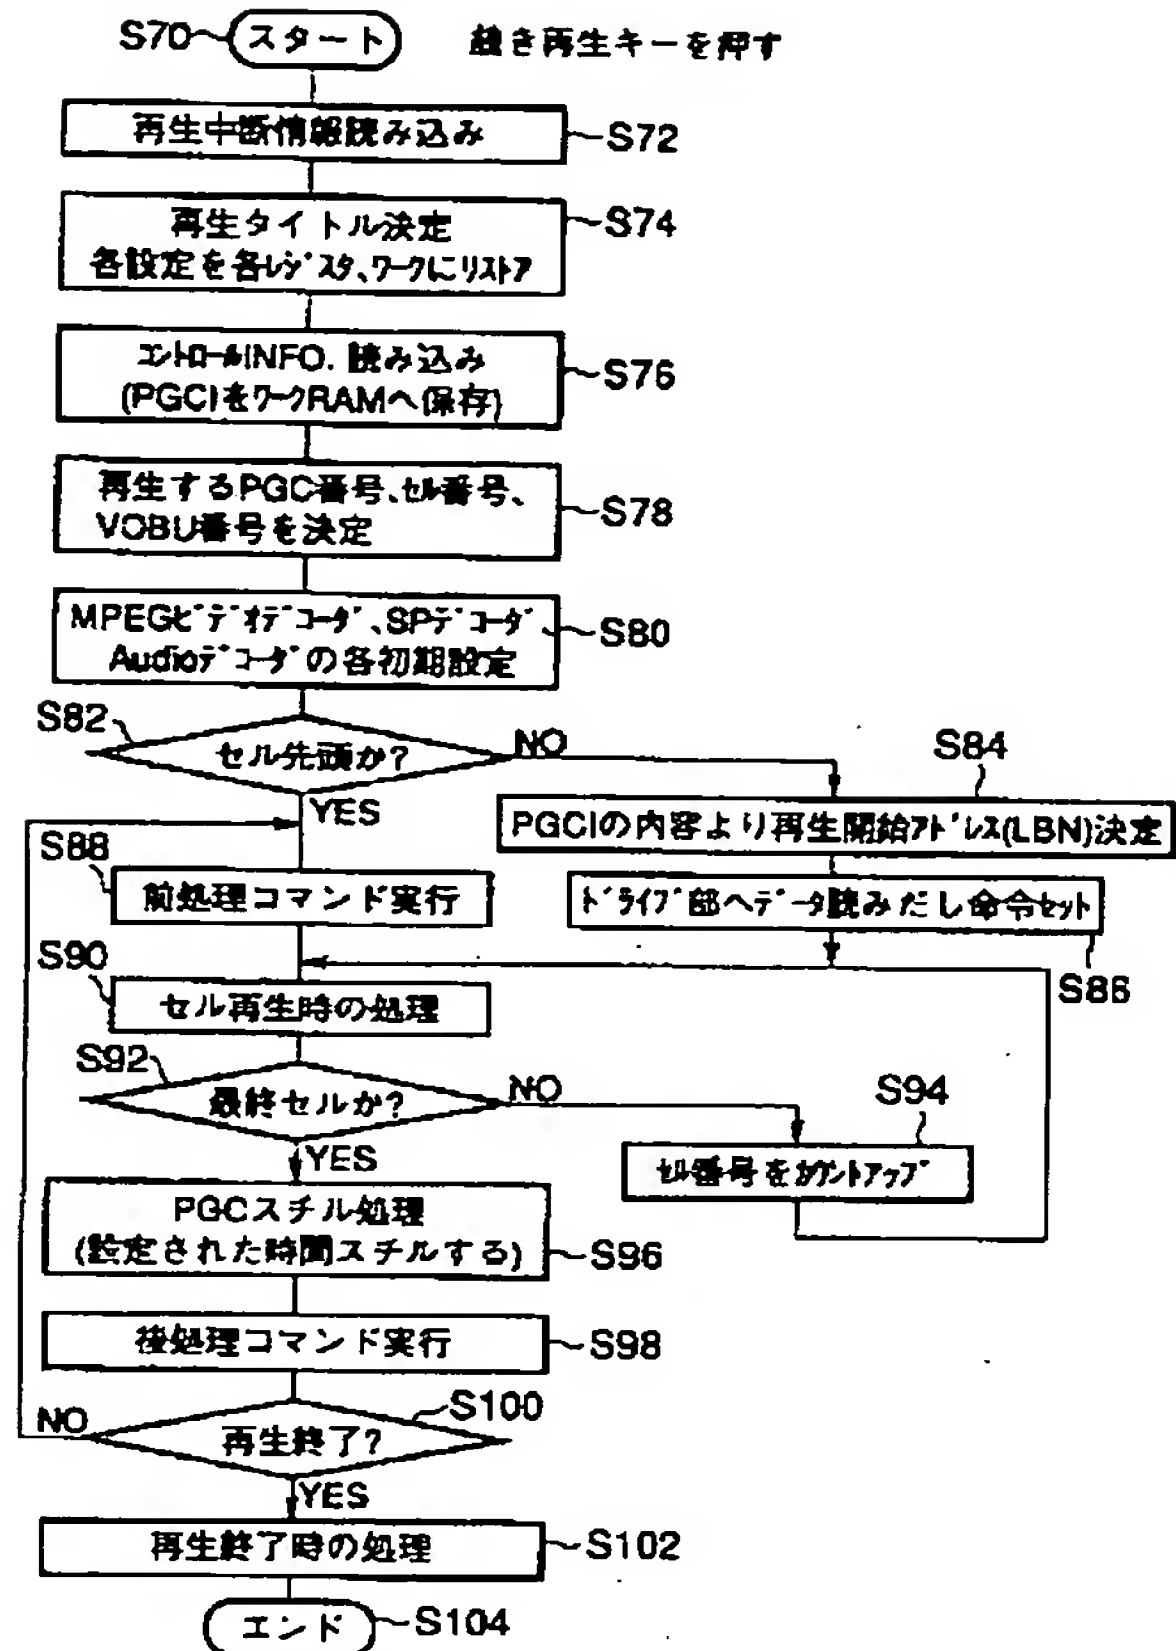 S70 スタート 続き再生キーを押す
再生中断情報読み込み S72
再生タイトル決定 S74
各設定を各レジスタ、ワークにリストア
コントロールINFO. 読み込み S76
(PGCIをワークRAMへ保存)
再生するPGC番号、セル番号、 S78
VOBU番号を決定
MPEGビデオデコーダ、SPデコーダ S80
Audioデコーダの各初期設定
S82 セル先頭か? NO
YES
S84
PGCIの内容より再生開始アドレス(LBN)決定
S88
前処理コマンド実行
ドライブ部へデータ読みだし命令セット
S86
S90
セル再生時の処理
S92
最終セルか? NO
YES
S94
セル番号をカウントアップ
PGCスチル処理
(設定された時間スチルする) S96
後処理コマンド実行 S98
S100
NO 再生終了?
YES
再生終了時の処理 S102
エンド S104